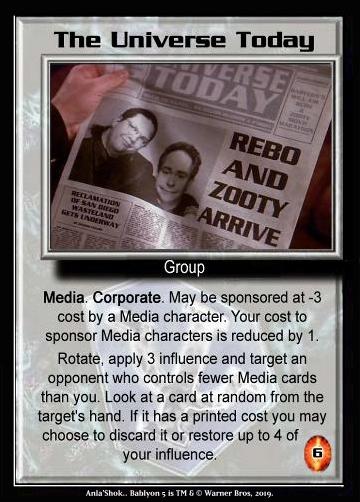 The Universe Today
UNIVERSE
TODAY
REBO
AND
ZOOTY
ARRIVE
RECLAMATION
OF SAN DIEGO
WASTELAND
GETS UNDERWAY
Group
Media. Corporate. May be sponsored at -3
cost by a Media character. Your cost to
sponsor Media characters is reduced by 1.
Rotate, apply 3 influence and target an
opponent who controls fewer Media cards
than you. Look at a card at random from the
target's hand. If it has a printed cost you may
choose to discard it or restore up to 4 of
your influence.
6
Anla'Shok.. Bablyon 5 is TM & © Warner Bros, 2019.